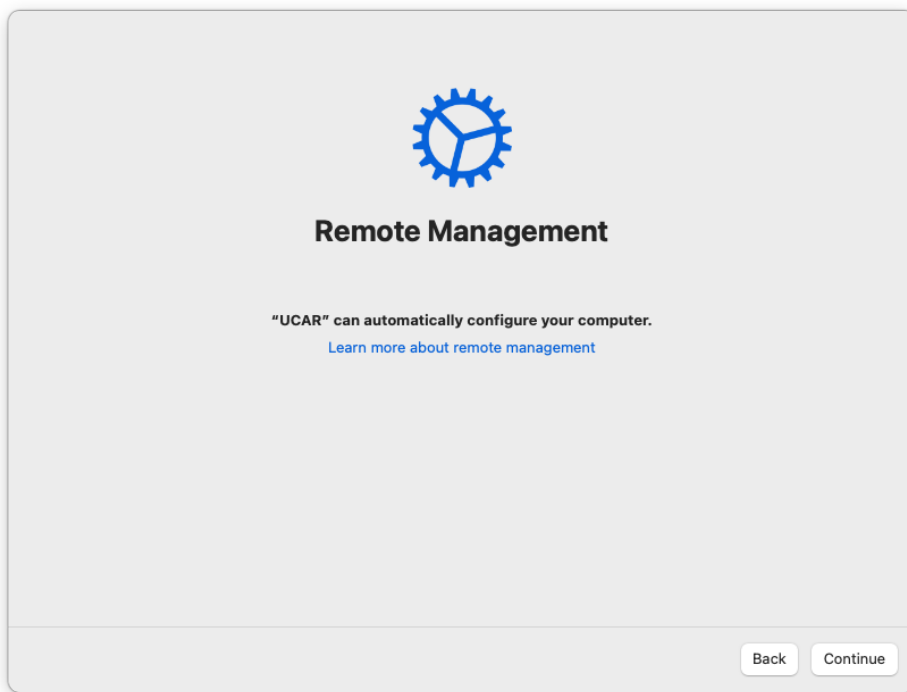 Remote Management
“UCAR” can automatically configure your computer.
Learn more about remote management
Back
Continue